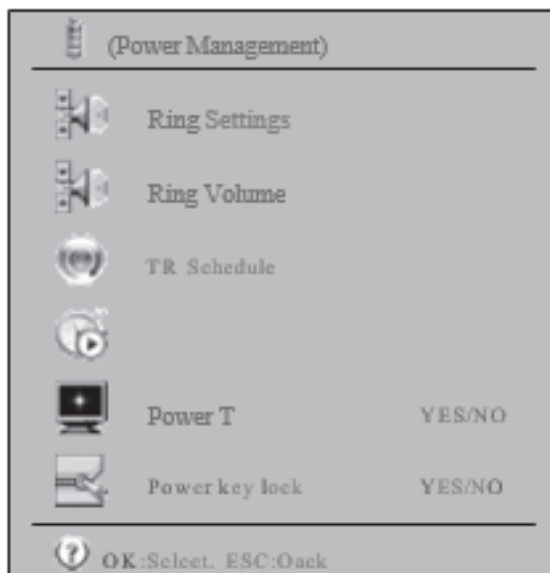 (Power Management)
Ring Settings
Ring Volume
TR Schedule
Power T YES/NO
Power key lock YES/NO
OK:Select. ESC:Oack